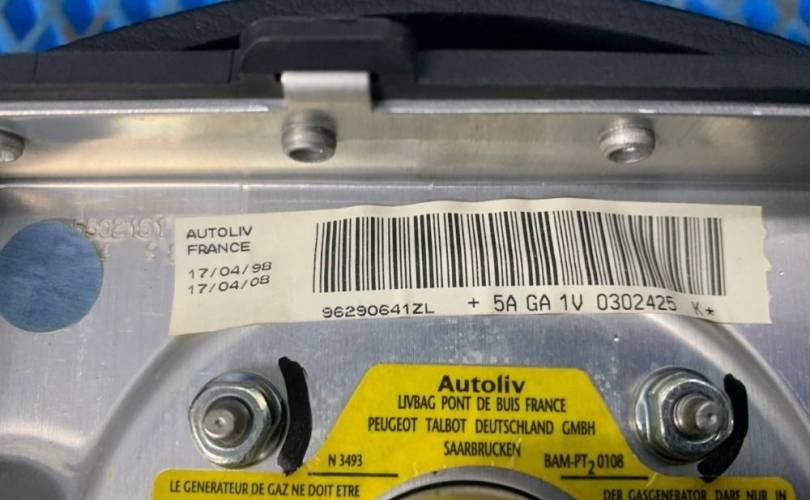 AUTOLIV
FRANCE
17/04/98
17/04/08
96290641ZL + 5A GA 1V 0302425 K*
Autoliv
LIVBAG PONT DE BUIS FRANCE
PEUGEOT TALBOT DEUTSCHLAND GMBH
SAARBRUCKEN
N 3493 BAM-PT2 0108
LE GENERATEUR DE GAZ NE DOIT ETRE
DER GASGENERATOR DARF NUR IN